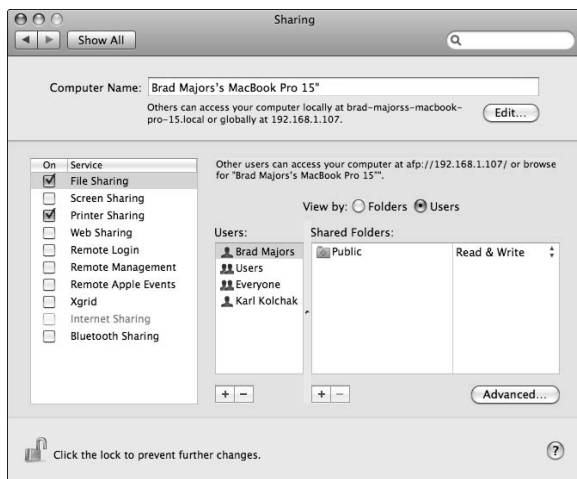 Sharing
Show All
Computer Name: Brad Majors's MacBook Pro 15"
Others can access your computer locally at brad-majorss-macbook-
pro-15.local or globally at 192.168.1.107.
Edit...
On Service
File Sharing
Screen Sharing
Printer Sharing
Web Sharing
Remote Login
Remote Management
Remote Apple Events
Xgrid
Internet Sharing
Bluetooth Sharing
Other users can access your computer at afp://192.168.1.107/ or browse
for "Brad Majors's MacBook Pro 15"".
View by: Folders Users
Users: Shared Folders:
Brad Majors Public Read & Write
Users
Everyone
Karl Kolchak
+ - + - Advanced...
Click the lock to prevent further changes. ?